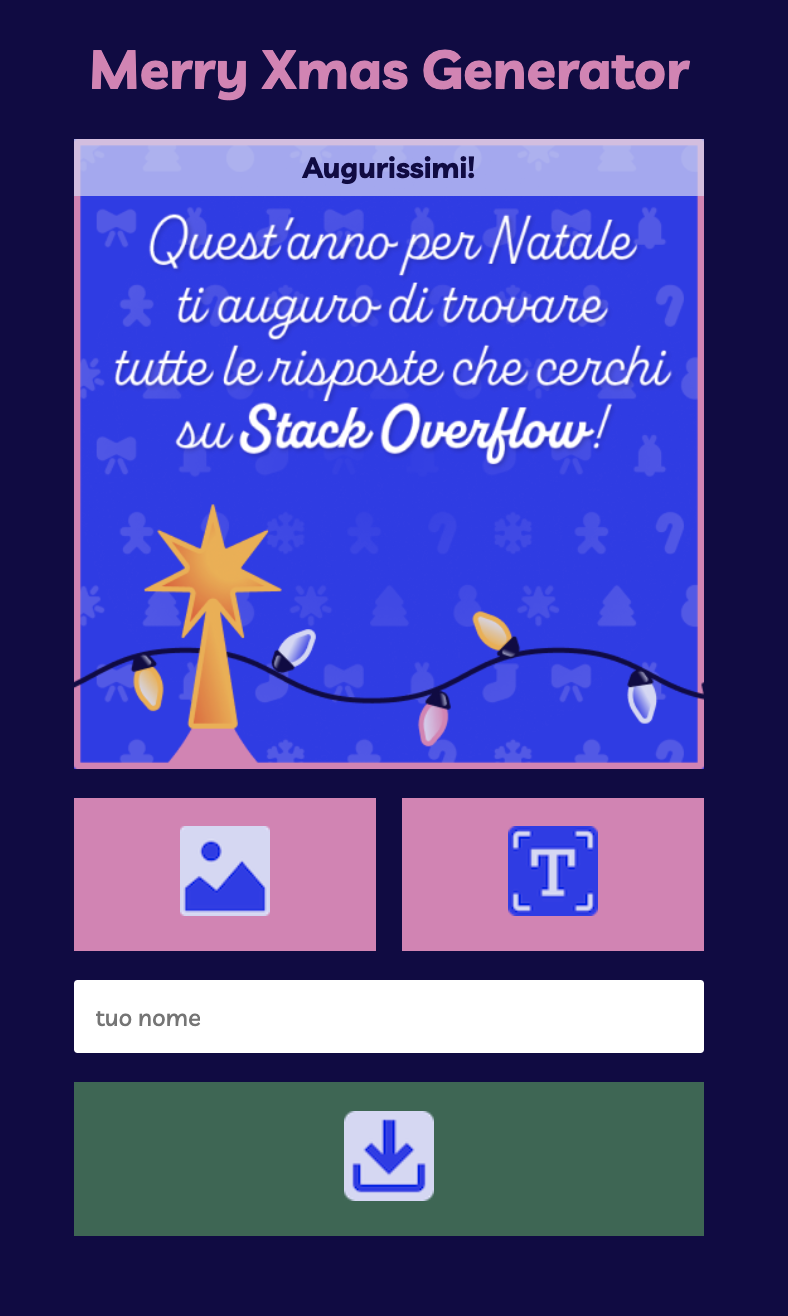 Merry Xmas Generator
Augurissimi!
Quest'anno per Natale
ti auguro di trovare
tutte le risposte che cerchi
su Stack Overflow!
T
tuo nome